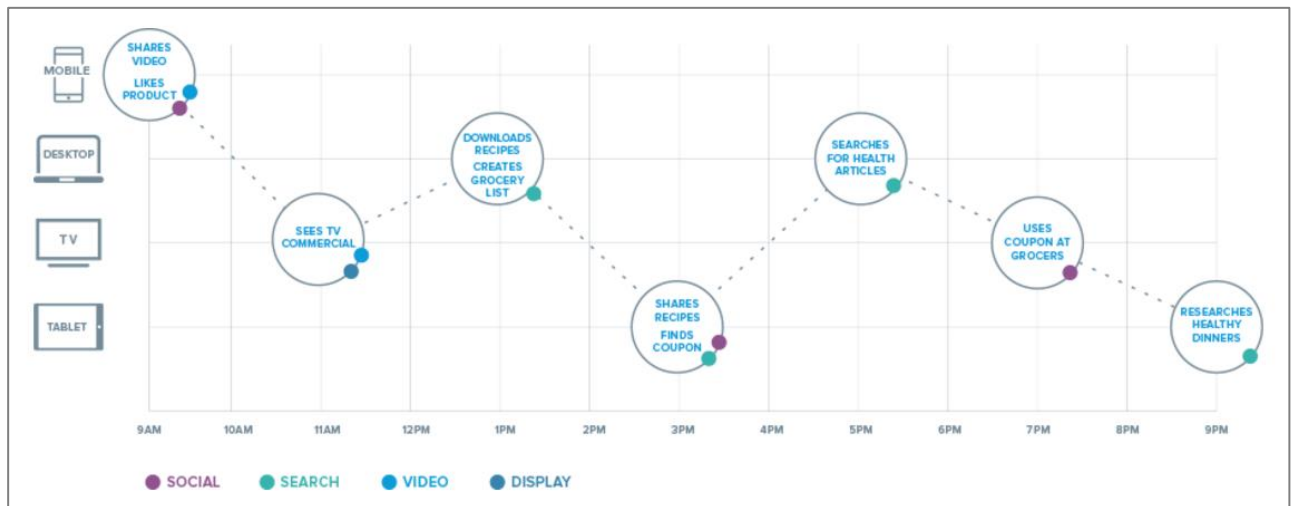 SHARES
VIDEO
LIKES
PRODUCT
MOBILE
DESKTOP
DOWNLOADS
RECIPES
CREATES
GROCERY
LIST
SEARCHES
FOR HEALTH
ARTICLES
TV
SEES TV
COMMERCIAL
USES
COUPON AT
GROCERS
TABLET
SHARES
RECIPES
FINDS
COUPON
RESEARCHES
HEALTHY
DINNERS
9AM 10AM 11AM 12PM 1PM 2PM 3PM 4PM 5PM 6PM 7PM 8PM 9PM
SOCIAL SEARCH VIDEO DISPLAY